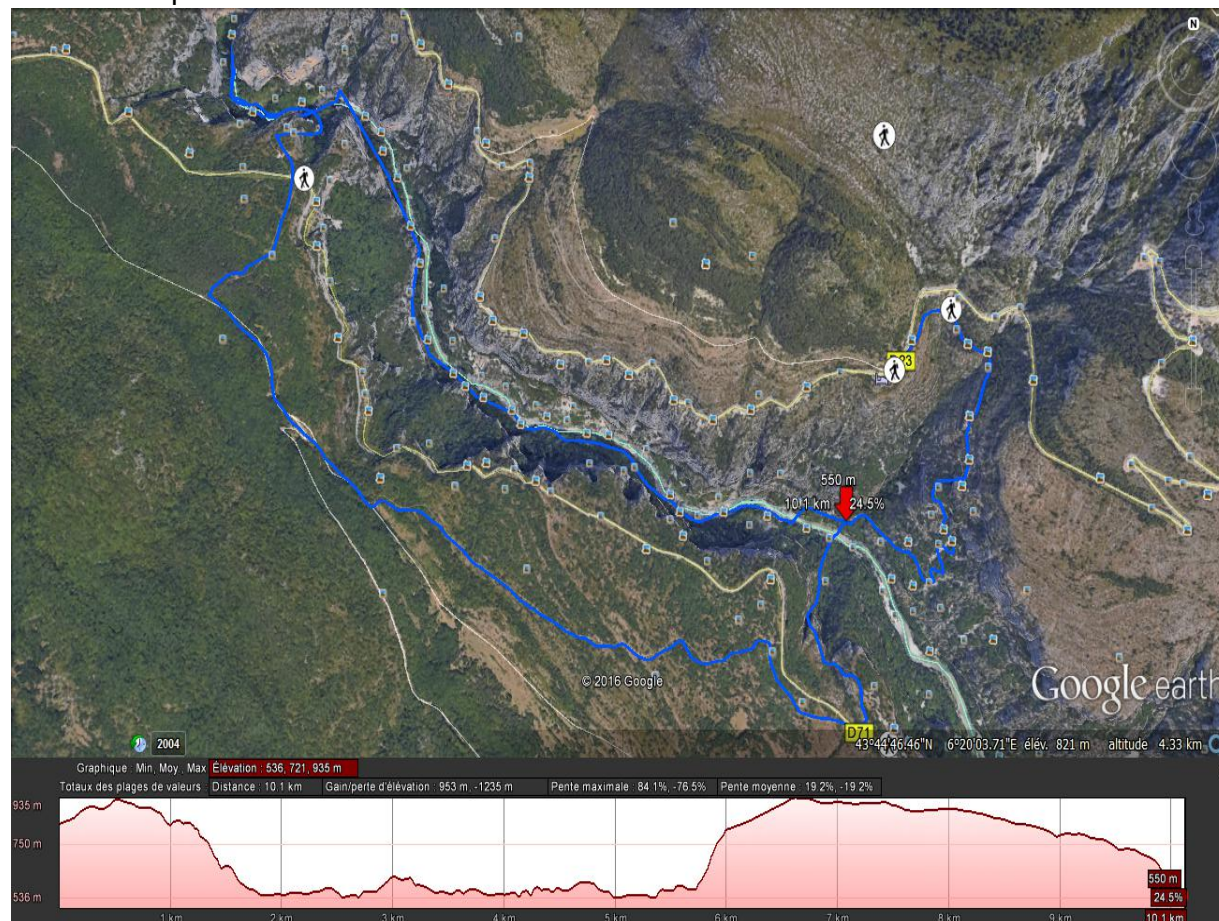 N
D23
550 m
10.1 km 24.5%
© 2016 Google
Google earth
D71
2004
43°44'46.46"N 6°20'03.71"E élév. 821 m altitude 4.33 km
Graphique : Min, Moy, Max Élévation : 536, 721, 935 m
Totaux des plages de valeurs : Distance : 10.1 km Gain/perte d'élévation : 953 m, -1235 m Pente maximale : 84.1%, -76.5% Pente moyenne : 19.2%, -19.2%
935 m
750 m
536 m
550 m
24.5%
1 km 2 km 3 km 4 km 5 km 6 km 7 km 8 km 9 km 10.1 km